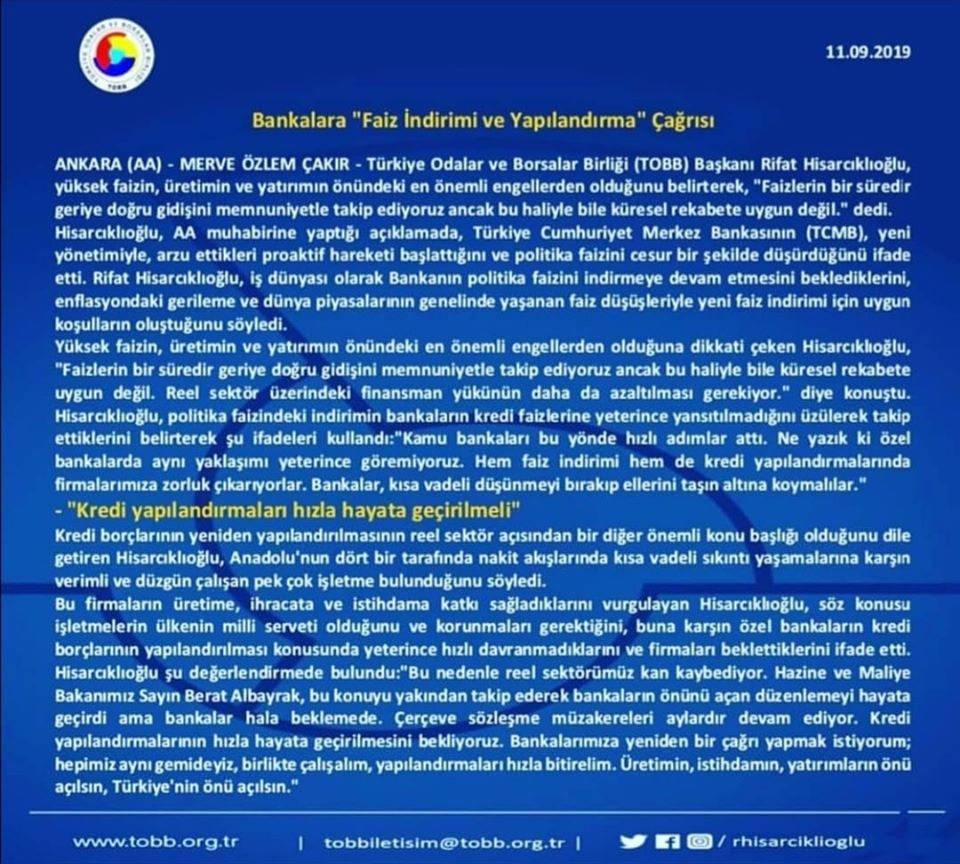 TÜRKİYE ODALAR VE BORSALAR BİRLİĞİ
TOBB
11.09.2019
Bankalara "Faiz İndirimi ve Yapılandırma" Çağrısı
ANKARA (AA) - MERVE ÖZLEM ÇAKIR - Türkiye Odalar ve Borsalar Birliği (TOBB) Başkanı Rifat Hisarcıklıoğlu,
yüksek faizin, üretimin ve yatırımın önündeki en önemli engellerden olduğunu belirterek, "Faizlerin bir süredir
geriye doğru gidişini memnuniyetle takip ediyoruz ancak bu haliyle bile küresel rekabete uygun değil." dedi.
Hisarcıklıoğlu, AA muhabirine yaptığı açıklamada, Türkiye Cumhuriyet Merkez Bankasının (TCMB), yeni
yönetimiyle, arzu ettikleri proaktif hareketi başlattığını ve politika faizini cesur bir şekilde düşürdüğünü ifade
etti. Rifat Hisarcıklıoğlu, iş dünyası olarak Bankanın politika faizini indirmeye devam etmesini beklediklerini,
enflasyondaki gerileme ve dünya piyasalarının genelinde yaşanan faiz düşüşleriyle yeni faiz indirimi için uygun
koşulların oluştuğunu söyledi.
Yüksek faizin, üretimin ve yatırımın önündeki en önemli engellerden olduğuna dikkati çeken Hisarcıklıoğlu,
"Faizlerin bir süredir geriye doğru gidişini memnuniyetle takip ediyoruz ancak bu haliyle bile küresel rekabete
uygun değil. Reel sektör üzerindeki finansman yükünün daha da azaltılması gerekiyor." diye konuştu.
Hisarcıklıoğlu, politika faizindeki indirimin bankaların kredi faizlerine yeterince yansıtılmadığını üzülerek takip
ettiklerini belirterek şu ifadeleri kullandı:"Kamu bankaları bu yönde hızlı adımlar attı. Ne yazık ki özel
bankalarda aynı yaklaşımı yeterince göremiyoruz. Hem faiz indirimi hem de kredi yapılandırmalarında
firmalarımıza zorluk çıkarıyorlar. Bankalar, kısa vadeli düşünmeyi bırakıp ellerini taşın altına koymalılar."
- "Kredi yapılandırmaları hızla hayata geçirilmeli"
Kredi borçlarının yeniden yapılandırılmasının reel sektör açısından bir diğer önemli konu başlığı olduğunu dile
getiren Hisarcıklıoğlu, Anadolu'nun dört bir tarafında nakit akışlarında kısa vadeli sıkıntı yaşamalarına karşın
verimli ve düzgün çalışan pek çok işletme bulunduğunu söyledi.
Bu firmaların üretime, ihracata ve istihdama katkı sağladıklarını vurgulayan Hisarcıklıoğlu, söz konusu
işletmelerin ülkenin milli serveti olduğunu ve korunmaları gerektiğini, buna karşın özel bankaların kredi
borçlarının yapılandırılması konusunda yeterince hızlı davranmadıklarını ve firmaları beklettiklerini ifade etti.
Hisarcıklıoğlu şu değerlendirmede bulundu:"Bu nedenle reel sektörümüz kan kaybediyor. Hazine ve Maliye
Bakanımız Sayın Berat Albayrak, bu konuyu yakından takip ederek bankaların önünü açan düzenlemeyi hayata
geçirdi ama bankalar hala beklemede. Çerçeve sözleşme müzakereleri aylardır devam ediyor. Kredi
yapılandırmalarının hızla hayata geçirilmesini bekliyoruz. Bankalarımıza yeniden bir çağrı yapmak istiyorum;
hepimiz aynı gemideyiz, birlikte çalışalım, yapılandırmaları hızla bitirelim. Üretimin, istihdamın, yatırımların önü
açılsın, Türkiye'nin önü açılsın."
www.tobb.org.tr | tobbiletisim@tobb.org.tr | / rhisarciklioglu